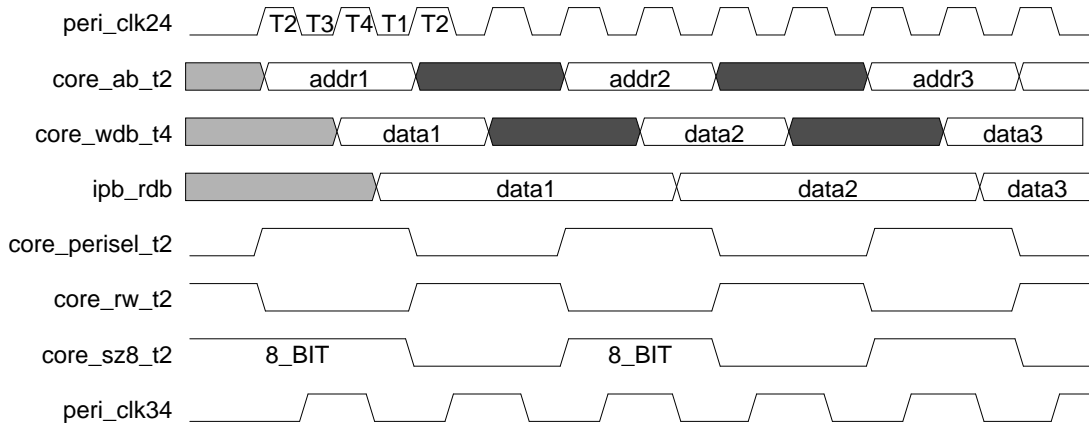 peri_clk24 T2 T3 T4 T1 T2
core_ab_t2 addr1 addr2 addr3
core_wdb_t4 data1 data2 data3
ipb_rdb data1 data2 data3
core_perisel_t2
core_rw_t2
core_sz8_t2 8_BIT 8_BIT
peri_clk34